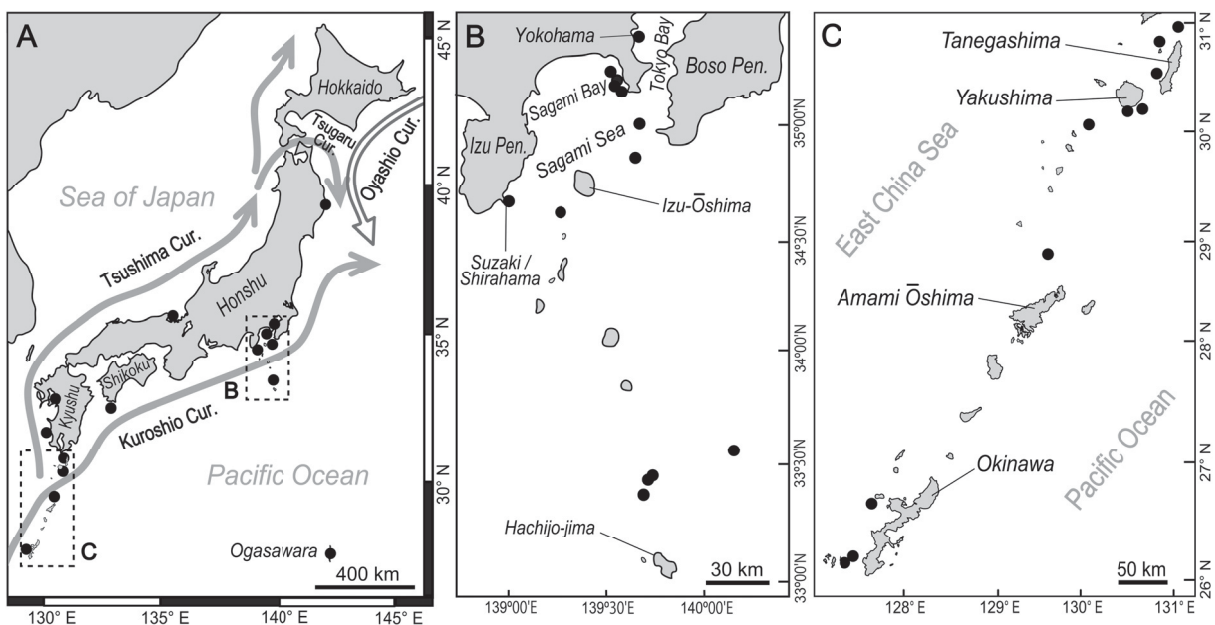 A
45° N
Hokkaido
Tsugaru
Cur.
Oyashio Cur.
40° N
Sea of Japan
Tsushima Cur.
Honshu
35° N
Shikoku
Kyushu
B
Kuroshio Cur.
Pacific Ocean
30° N
C
Ogasawara
400 km
130° E
135° E
140° E
145° E
B
Yokohama
Tokyo Bay
Boso Pen.
Sagemi Bay
35°00'N
Izu Pen.
Sagami Sea
Izu-Ōshima
34°30'N
Suzaki /
Shirahama
34°00'N
33°30'N
Hachijo-jima
30 km
33°00'N
139°00'E
139°30'E
140°00'E
C
31° N
Tanegashima
Yakushima
30° N
East China Sea
29° N
Amami Ōshima
28° N
Pacific Ocean
27° N
Okinawa
50 km
26° N
128° E
129° E
130° E
131° E